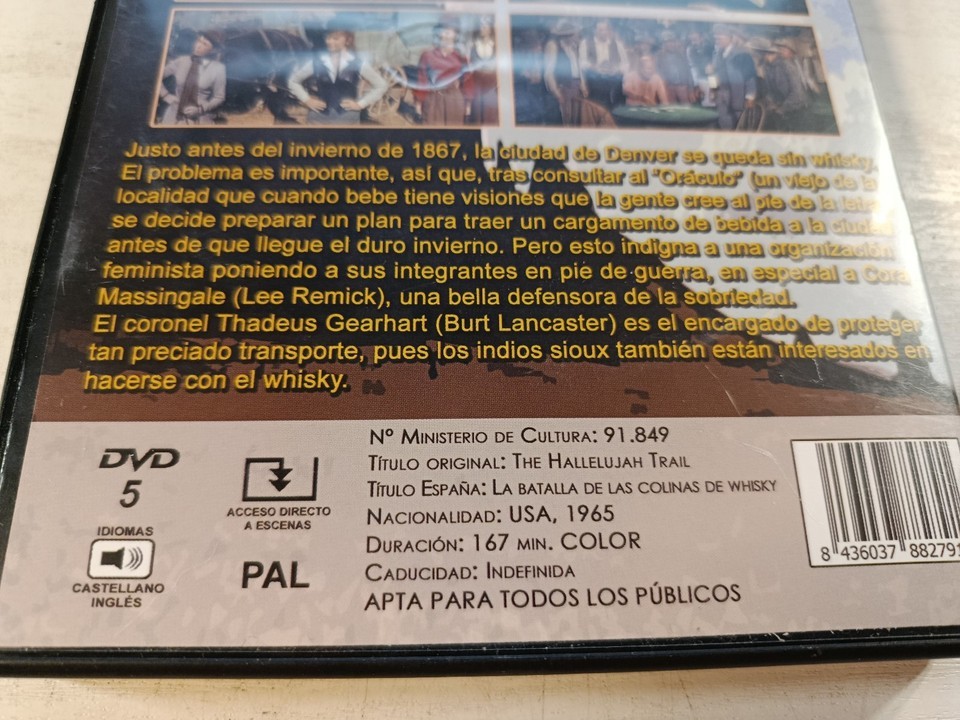 Justo antes del invierno de 1867, la ciudad de Denver se queda sin whisky.
El problema es importante, así que, tras consultar al "Oráculo" (un viejo de la
localidad que cuando bebe tiene visiones que la gente cree al pie de la letra)
se decide preparar un plan para traer un cargamento de bebida a la ciudad
antes de que llegue el duro invierno. Pero esto indigna a una organización
feminista poniendo a sus integrantes en pie de guerra, en especial a Cora
Massingale (Lee Remick), una bella defensora de la sobriedad.
El coronel Thadeus Gearhart (Burt Lancaster) es el encargado de proteger
tan preciado transporte, pues los indios sioux también están interesados en
hacerse con el whisky.
DVD
5
IDIOMAS
CASTELLANO
INGLÉS
ACCESO DIRECTO
A ESCENAS
PAL
Nº MINISTERIO DE CULTURA: 91.849
TÍTULO ORIGINAL: THE HALLELUJAH TRAIL
TÍTULO ESPAÑA: LA BATALLA DE LAS COLINAS DE WHISKY
NACIONALIDAD: USA, 1965
DURACIÓN: 167 MIN. COLOR
CADUCIDAD: INDEFINIDA
APTA PARA TODOS LOS PÚBLICOS
8 436037 882791